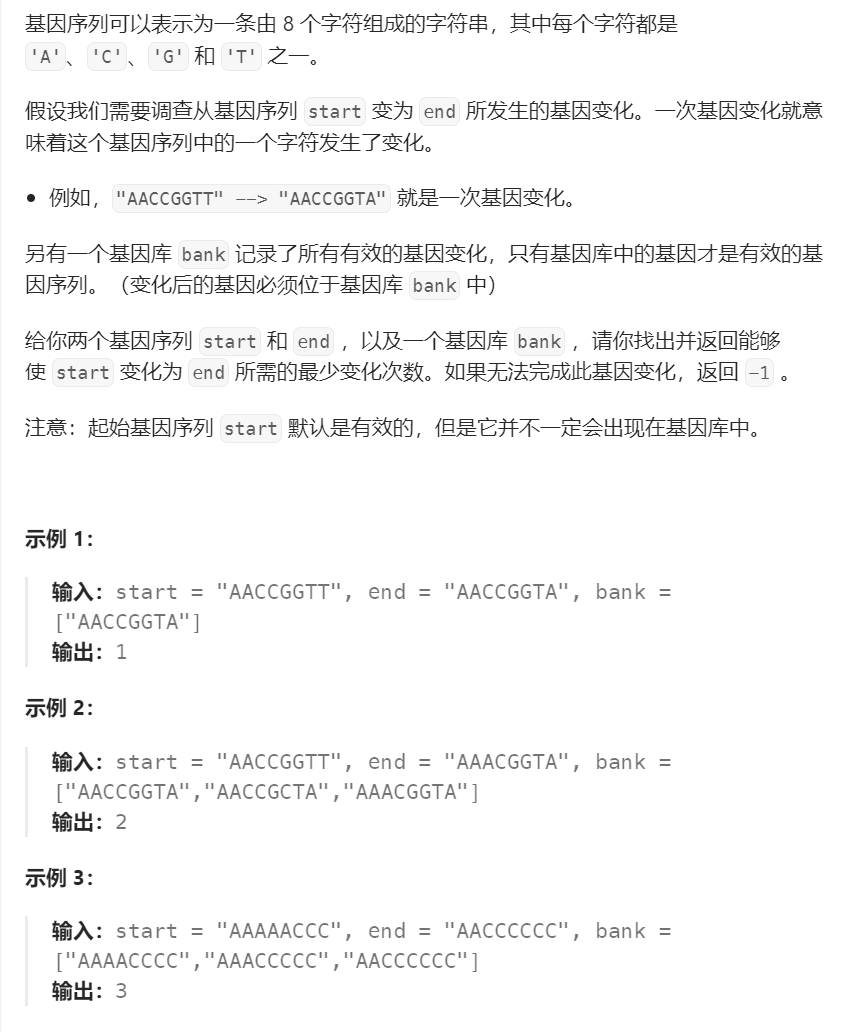 基因序列可以表示为一条由 8 个字符组成的字符串，其中每个字符都是
'A'、'C'、'G' 和 'T' 之一。
假设我们需要调查从基因序列 start 变为 end 所发生的基因变化。一次基因变化就意
味着这个基因序列中的一个字符发生了变化。
• 例如，"AACCGGTT" --> "AACCGGTA" 就是一次基因变化。
另有一个基因库 bank 记录了所有有效的基因变化，只有基因库中的基因才是有效的基
因序列。（变化后的基因必须位于基因库 bank 中）
给你两个基因序列 start 和 end ，以及一个基因库 bank ，请你找出并返回能够
使 start 变化为 end 所需的最少变化次数。如果无法完成此基因变化，返回 -1 。
注意：起始基因序列 start 默认是有效的，但是它并不一定会出现在基因库中。
示例 1：
输入：start = "AACCGGTT", end = "AACCGGTA", bank =
["AACCGGTA"]
输出：1
示例 2：
输入：start = "AACCGGTT", end = "AAACGGTA", bank =
["AACCGGTA","AACCGCTA","AAACGGTA"]
输出：2
示例 3：
输入：start = "AAAAACCC", end = "AACCCCCC", bank =
["AAAACCCC","AAACCCCC","AACCCCCC"]
输出：3